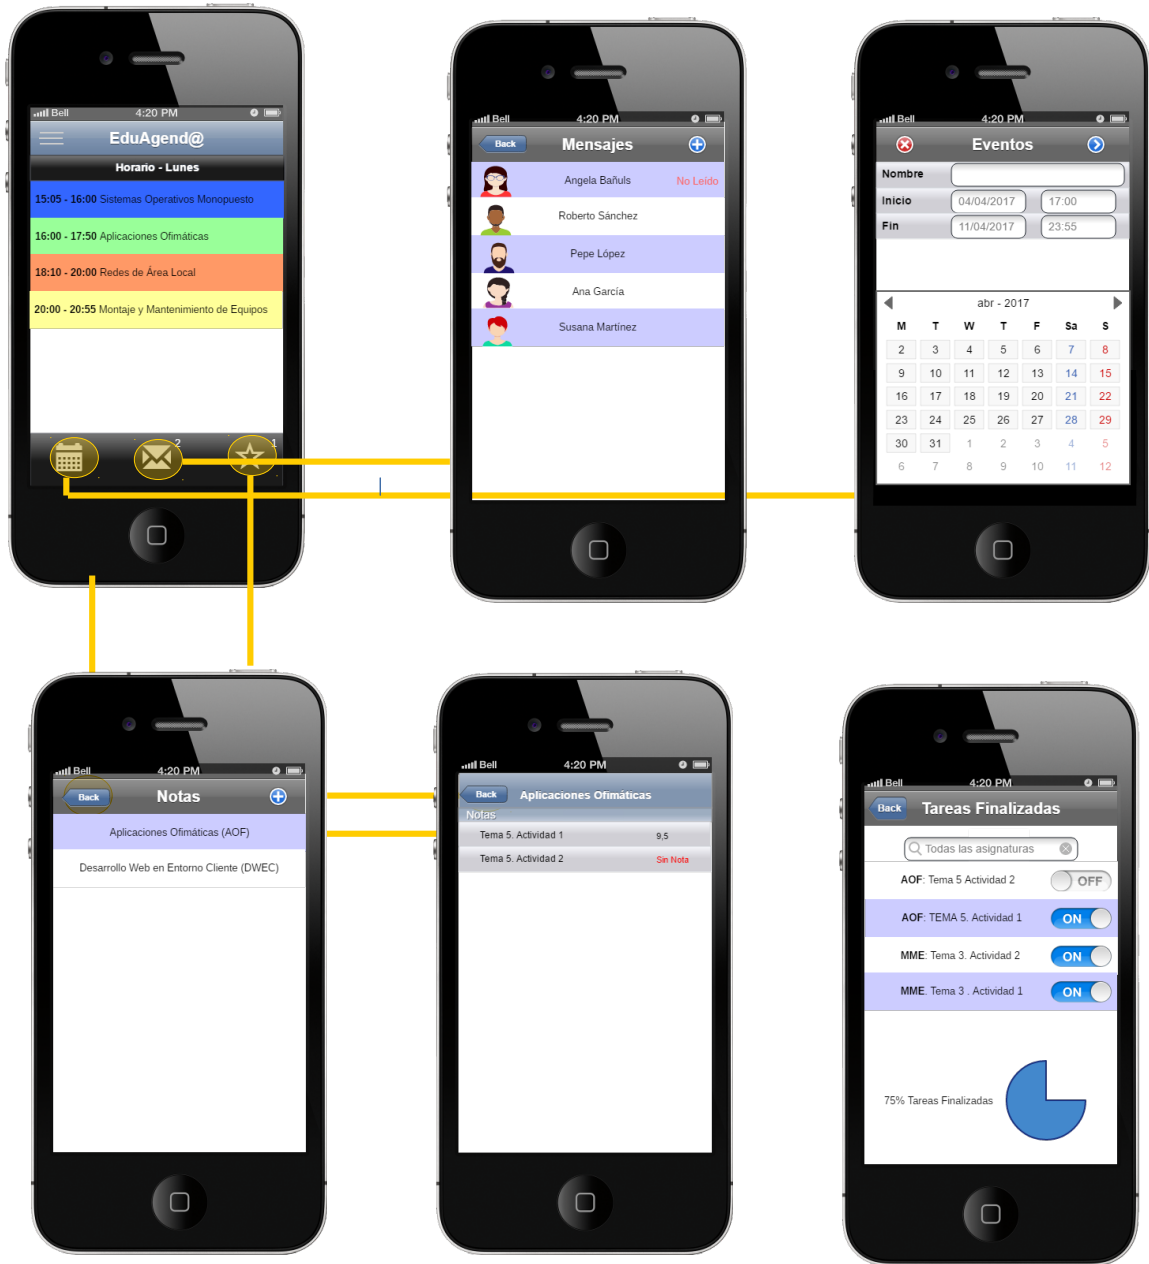 Bell 4:20 PM
EduAgend@
Horario - Lunes
15:05 - 16:00 Sistemas Operativos Monopuesto
16:00 - 17:50 Aplicaciones Ofimáticas
18:10 - 20:00 Redes de Área Local
20:00 - 20:55 Montaje y Mantenimiento de Equipos
2 1
Bell 4:20 PM
Back Mensajes
Angela Bañuls No Leído
Roberto Sánchez
Pepe López
Ana García
Susana Martínez
Bell 4:20 PM
Eventos
Nombre
Inicio 04/04/2017 17:00
Fin 11/04/2017 23:55
abr - 2017
M T W T F Sa S
2 3 4 5 6 7 8
9 10 11 12 13 14 15
16 17 18 19 20 21 22
23 24 25 26 27 28 29
30 31 1 2 3 4 5
6 7 8 9 10 11 12
Bell 4:20 PM
Back Notas
Aplicaciones Ofimáticas (AOF)
Desarrollo Web en Entorno Cliente (DWEC)
Bell 4:20 PM
Back Aplicaciones Ofimáticas
Notas
Tema 5. Actividad 1 9,5
Tema 5. Actividad 2 Sin Nota
Bell 4:20 PM
Back Tareas Finalizadas
Todas las asignaturas
AOF: Tema 5 Actividad 2 OFF
AOF: TEMA 5. Actividad 1 ON
MME: Tema 3. Actividad 2 ON
MME. Tema 3 . Actividad 1 ON
75% Tareas Finalizadas